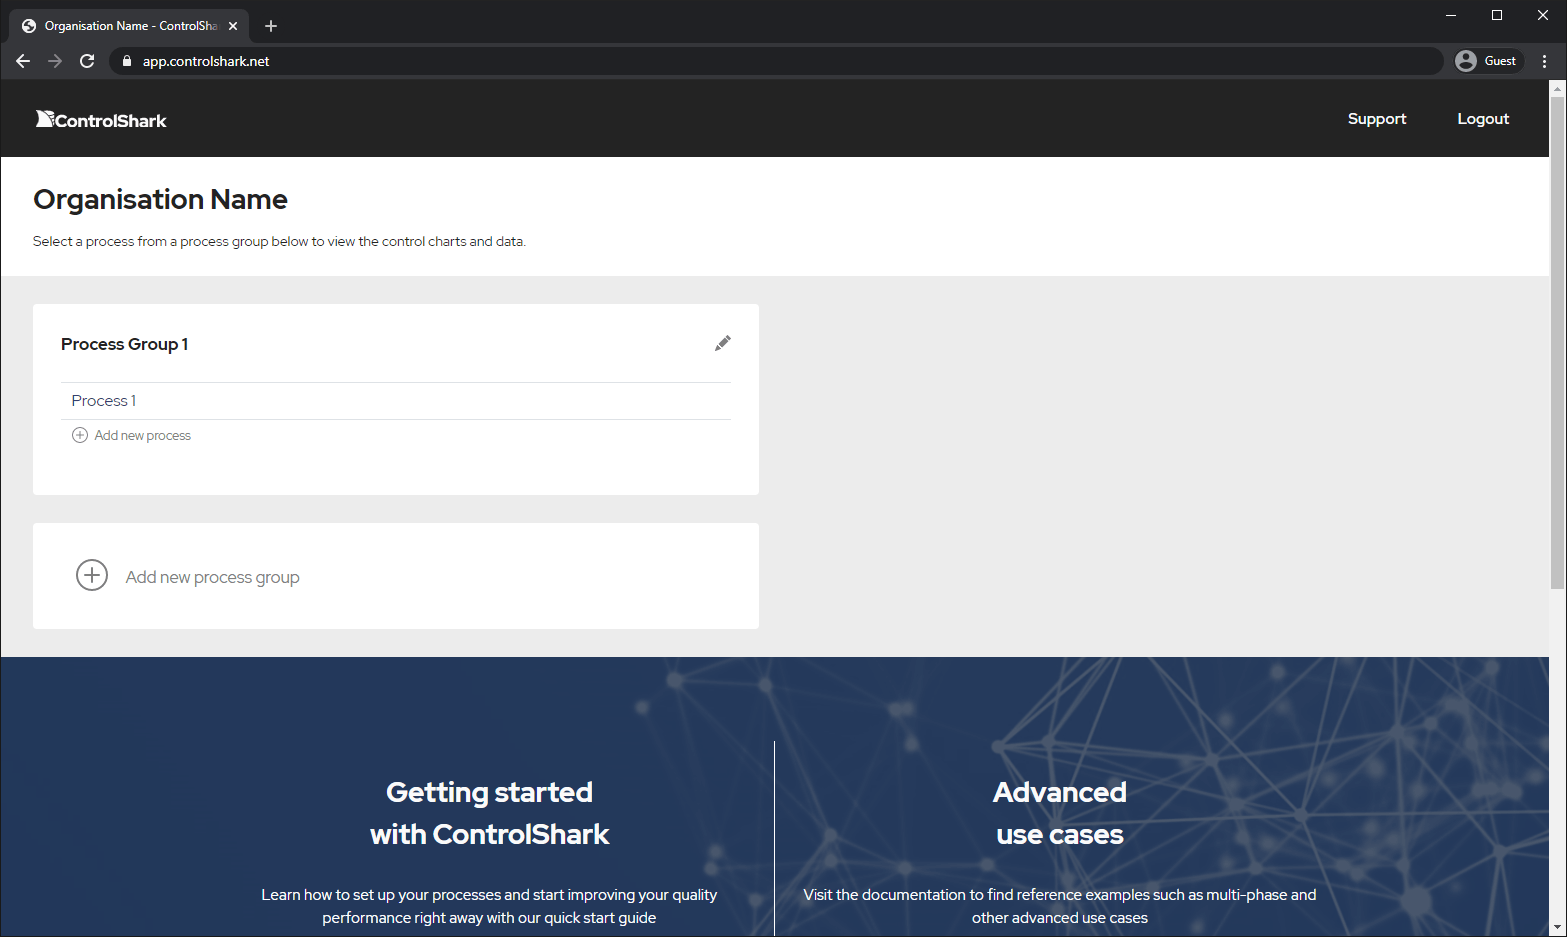 Organisation Name - ControlSha
app.controlshark.net
Guest
ControlShark
Support
Logout
Organisation Name
Select a process from a process group below to view the control charts and data.
Process Group 1
Process 1
Add new process
Add new process group
Getting started
with ControlShark
Learn how to set up your processes and start improving your quality
performance right away with our quick start guide
Advanced
use cases
Visit the documentation to find reference examples such as multi-phase and
other advanced use cases